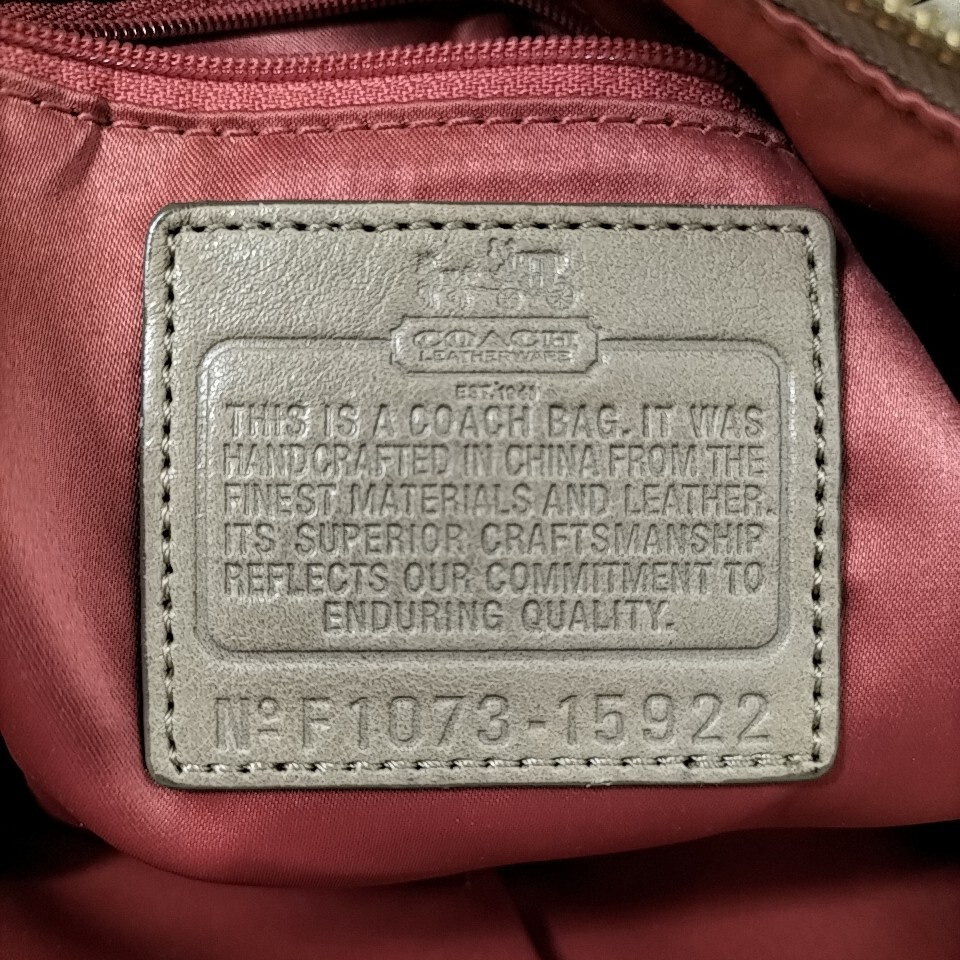 COACH
LEATHERWARE
EST. 1941
THIS IS A COACH BAG. IT WAS
HANDCRAFTED IN CHINA FROM THE
FINEST MATERIALS AND LEATHER.
ITS SUPERIOR CRAFTSMANSHIP
REFLECTS OUR COMMITMENT TO
ENDURING QUALITY.
Nº F1073-15922